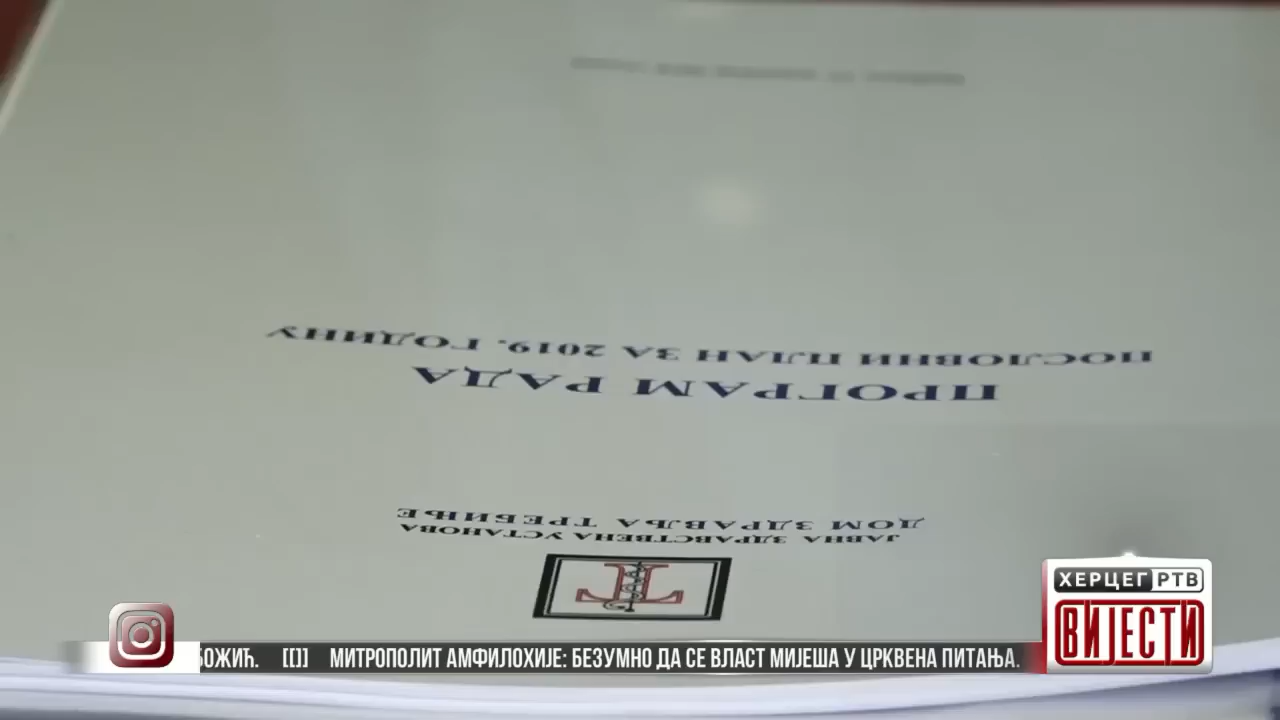 ЈАВНА ЗДРАВСТВЕНА УСТАНОВА
ДОМ ЗДРАВЉА ТРЕБИЊЕ
ПРОГРАМ РАДА
ПОСЛОВНИ ПЛАН ЗА 2019. ГОДИНУ
ХЕРЦЕГ РТВ
ВИЈЕСТИ
БОЖИЋ. [[]] МИТРОПОЛИТ АМФИЛОХИЈЕ: БЕЗУМНО ДА СЕ ВЛАСТ МИЈЕША У ЦРКВЕНА ПИТАЊА.